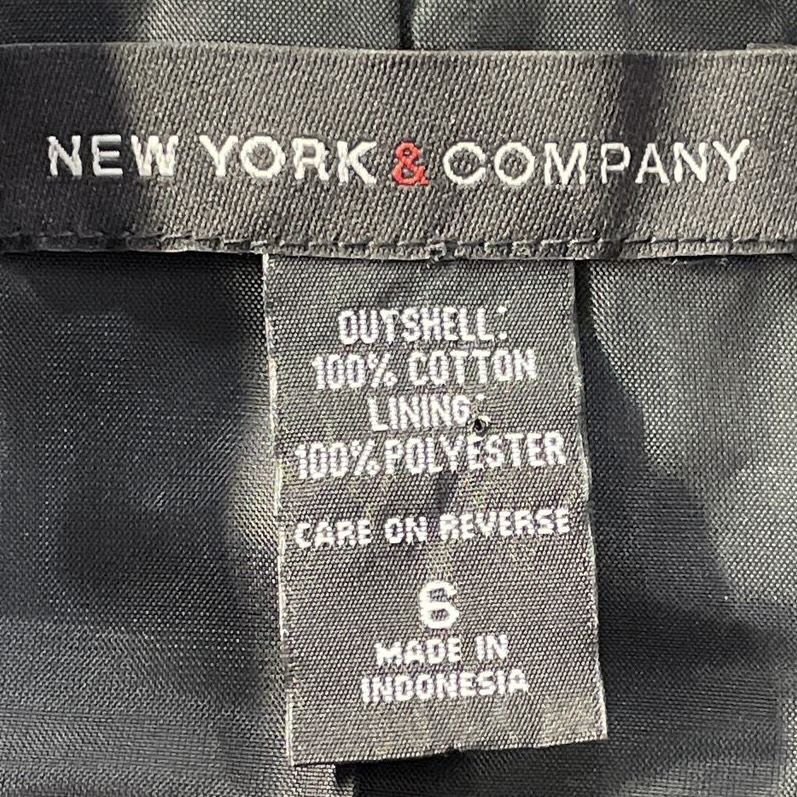 NEW YORK & COMPANY
OUTSHELL:
100% COTTON
LINING:
100% POLYESTER
CARE ON REVERSE
6
MADE IN
INDONESIA